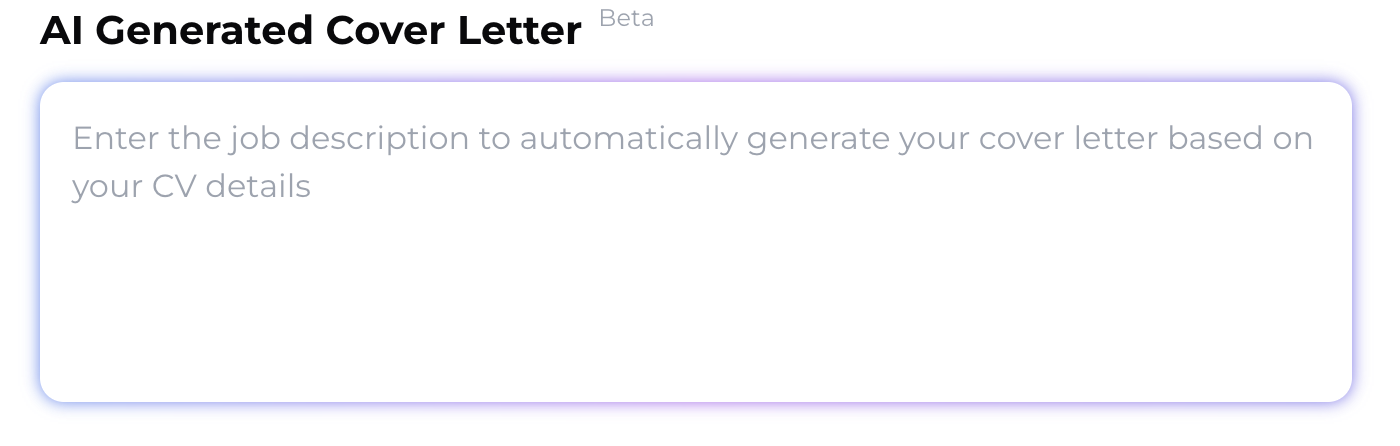 AI Generated Cover Letter Beta
Enter the job description to automatically generate your cover letter based on
your CV details